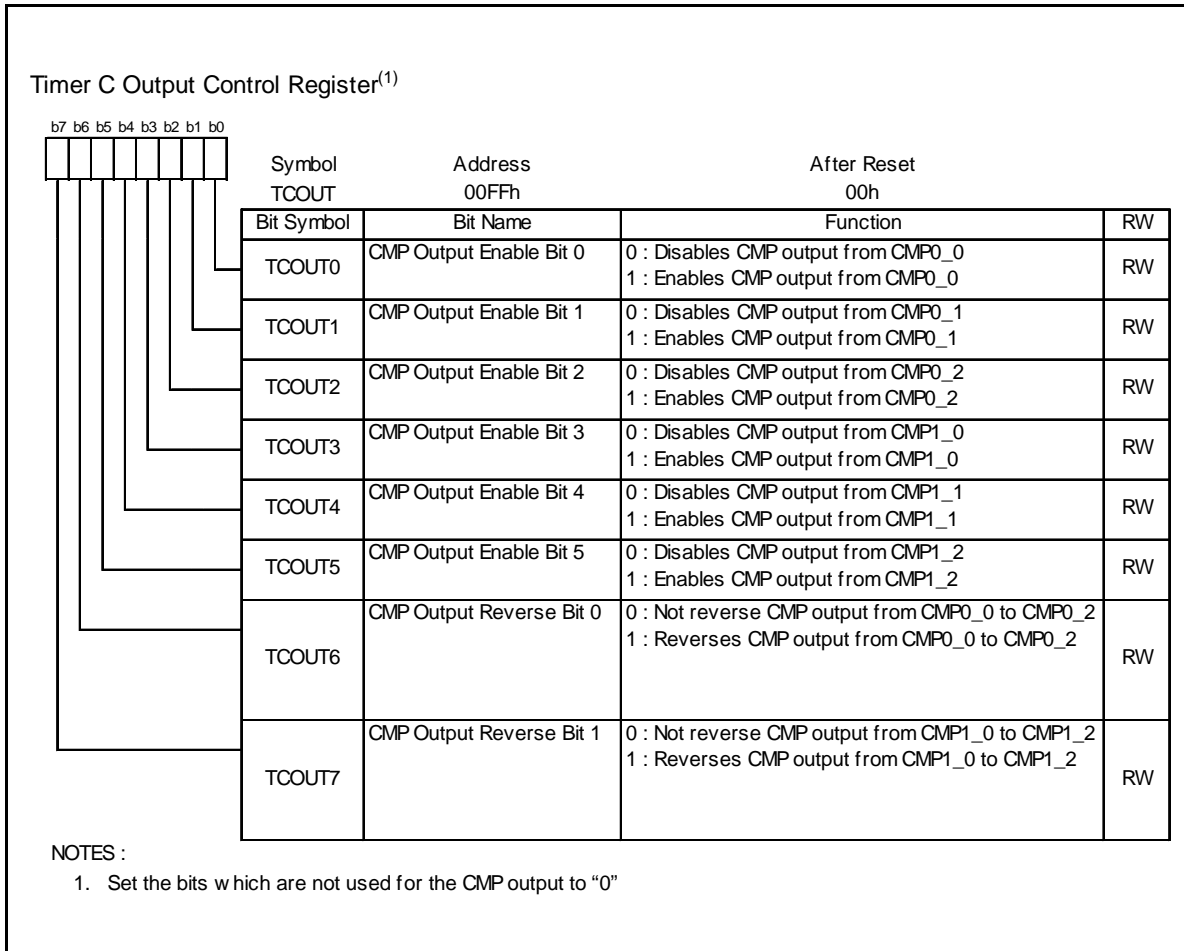 Timer C Output Control Register(1)
b7 b6 b5 b4 b3 b2 b1 b0
Symbol Address After Reset
TCOUT 00FFh 00h
Bit Symbol Bit Name Function RW
TCOUT0 CMP Output Enable Bit 0 0 : Disables CMP output from CMP0_0
1 : Enables CMP output from CMP0_0 RW
TCOUT1 CMP Output Enable Bit 1 0 : Disables CMP output from CMP0_1
1 : Enables CMP output from CMP0_1 RW
TCOUT2 CMP Output Enable Bit 2 0 : Disables CMP output from CMP0_2
1 : Enables CMP output from CMP0_2 RW
TCOUT3 CMP Output Enable Bit 3 0 : Disables CMP output from CMP1_0
1 : Enables CMP output from CMP1_0 RW
TCOUT4 CMP Output Enable Bit 4 0 : Disables CMP output from CMP1_1
1 : Enables CMP output from CMP1_1 RW
TCOUT5 CMP Output Enable Bit 5 0 : Disables CMP output from CMP1_2
1 : Enables CMP output from CMP1_2 RW
TCOUT6 CMP Output Reverse Bit 0 0 : Not reverse CMP output from CMP0_0 to CMP0_2
1 : Reverses CMP output from CMP0_0 to CMP0_2 RW
TCOUT7 CMP Output Reverse Bit 1 0 : Not reverse CMP output from CMP1_0 to CMP1_2
1 : Reverses CMP output from CMP1_0 to CMP1_2 RW
NOTES :
1. Set the bits which are not used for the CMP output to “0”